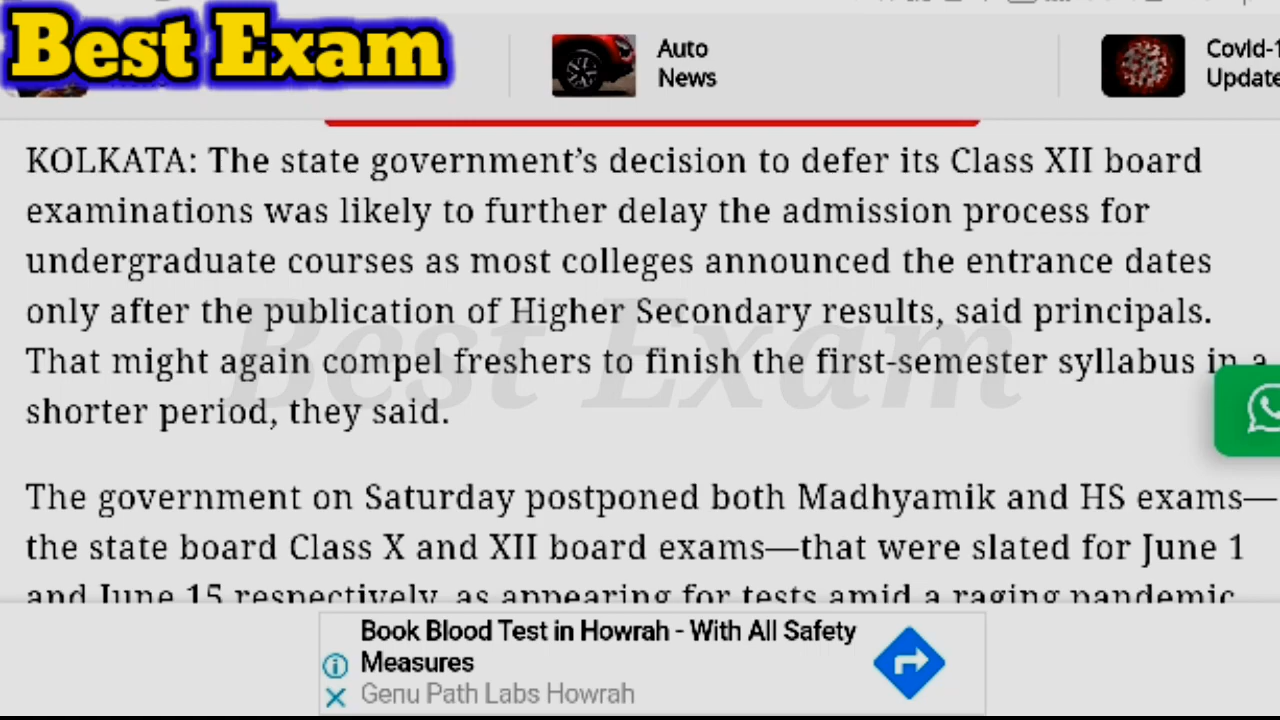 Best Exam
Auto
News
Covid-1
Update
KOLKATA: The state government’s decision to defer its Class XII board
examinations was likely to further delay the admission process for
undergraduate courses as most colleges announced the entrance dates
only after the publication of Higher Secondary results, said principals.
Best Exam
That might again compel freshers to finish the first-semester syllabus in a
shorter period, they said.
The government on Saturday postponed both Madhyamik and HS exams—
the state board Class X and XII board exams—that were slated for June 1
and June 15 respectively, as appearing for tests amid a raging pandemic
Book Blood Test in Howrah - With All Safety
Measures
Genu Path Labs Howrah